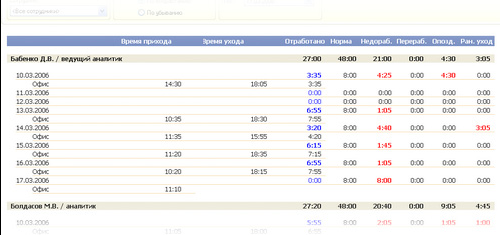 Все сотрудники
По убыванию
Время прихода Время ухода Отработано Норма Недораб. Перераб. Опозд. Ран. уход
Бабенко Д.В. / ведущий аналитик 27:00 48:00 21:00 0:00 4:30 3:05
10.03.2006 3:35 8:00 4:25 0:00 4:30 0:00
Офис 14:30 18:05 3:35
11.03.2006 0:00 0:00 0:00 0:00 0:00 0:00
12.03.2006 0:00 0:00 0:00 0:00 0:00 0:00
13.03.2006 6:55 8:00 1:05 0:00 0:00 0:00
Офис 10:35 18:30 7:55
14.03.2006 3:20 8:00 4:40 0:00 0:00 3:05
Офис 11:35 15:55 4:20
15.03.2006 6:15 8:00 1:45 0:00 0:00 0:00
Офис 11:20 18:35 7:15
16.03.2006 6:55 8:00 1:05 0:00 0:00 0:00
Офис 10:20 18:15 7:55
17.03.2006 0:00 8:00 8:00 0:00 0:00 0:00
Офис 11:10
Болдасов М.В. / аналитик 27:20 48:00 20:40 0:00 9:05 4:45
10.03.2006 5:55 8:00 2:05 0:00 1:05 1:00
Офис 11:05 18:00 6:55